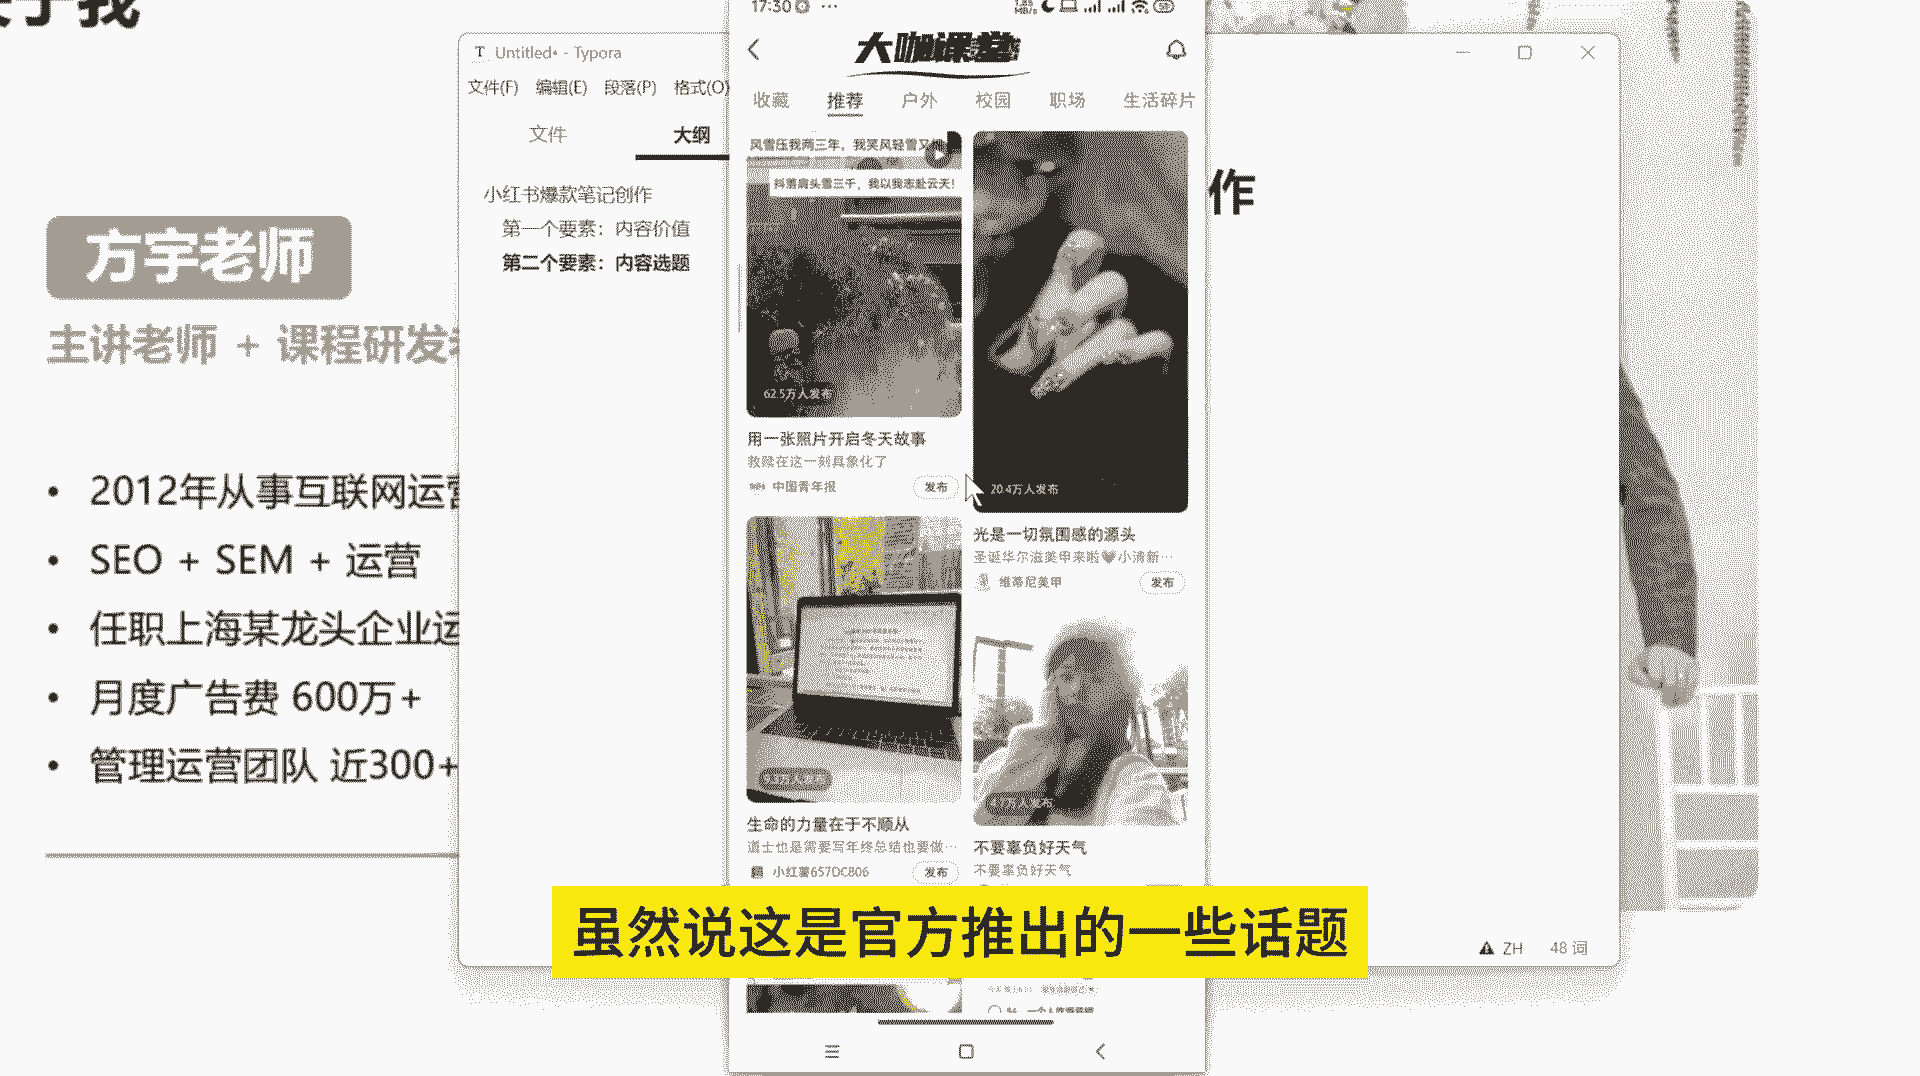 关于我
方宇老师
主讲老师 + 课程研发
2012年从事互联网运营
SEO + SEM + 运营
任职上海某龙头企业运
月度广告费 600万+
管理运营团队 近300+
Untitled• - Typora
文件(F) 编辑(E) 段落(P) 格式(O)
文件 大纲
小红书爆款笔记创作
第一个要素：内容价值
第二个要素：内容选题
作
ZH 48 词
17:30
大咖课堂
收藏 推荐 户外 校园 职场 生活碎片
风雪压我两三年，我笑风轻雪又
抖落肩头雪三千，我以我志赴云天！
62.5万人发布
用一张照片开启冬天故事
救赎在这一刻具象化了
中国青年报 发布
20.4万人发布
光是一切氛围感的源头
圣诞华尔滋美甲来啦🖤小清新…
维蒂尼美甲 发布
9.9万人发布
生命的力量在于不顺从
道士也是需要写年终总结也要做…
小红薯657DC806 发布
4.7万人发布
不要辜负好天气
不要辜负好天气
虽然说这是官方推出的一些话题